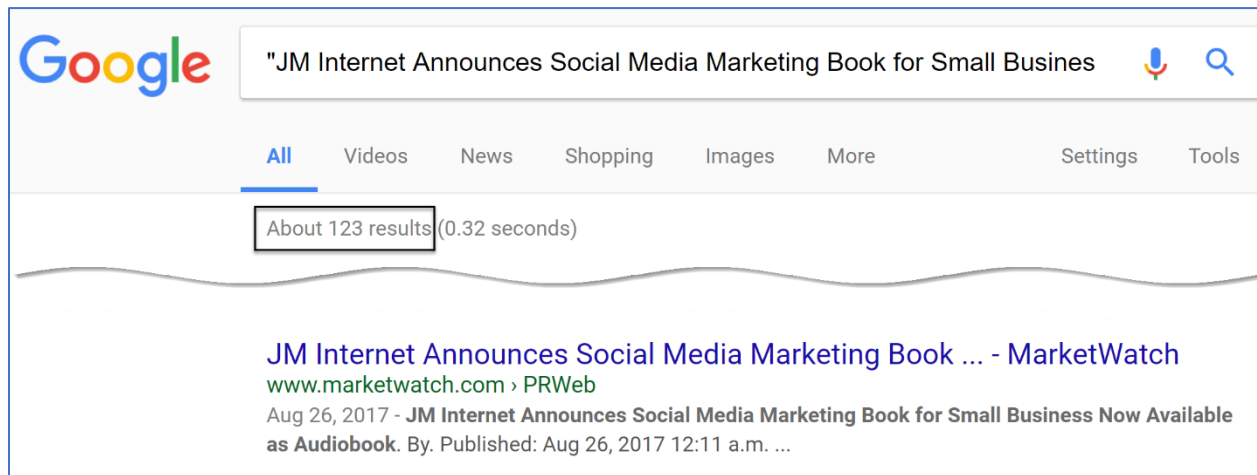 Google
"JM Internet Announces Social Media Marketing Book for Small Busines
All Videos News Shopping Images More Settings Tools
About 123 results (0.32 seconds)
JM Internet Announces Social Media Marketing Book ... - MarketWatch
www.marketwatch.com › PRWeb
Aug 26, 2017 - JM Internet Announces Social Media Marketing Book for Small Business Now Available
as Audiobook. By. Published: Aug 26, 2017 12:11 a.m. ...